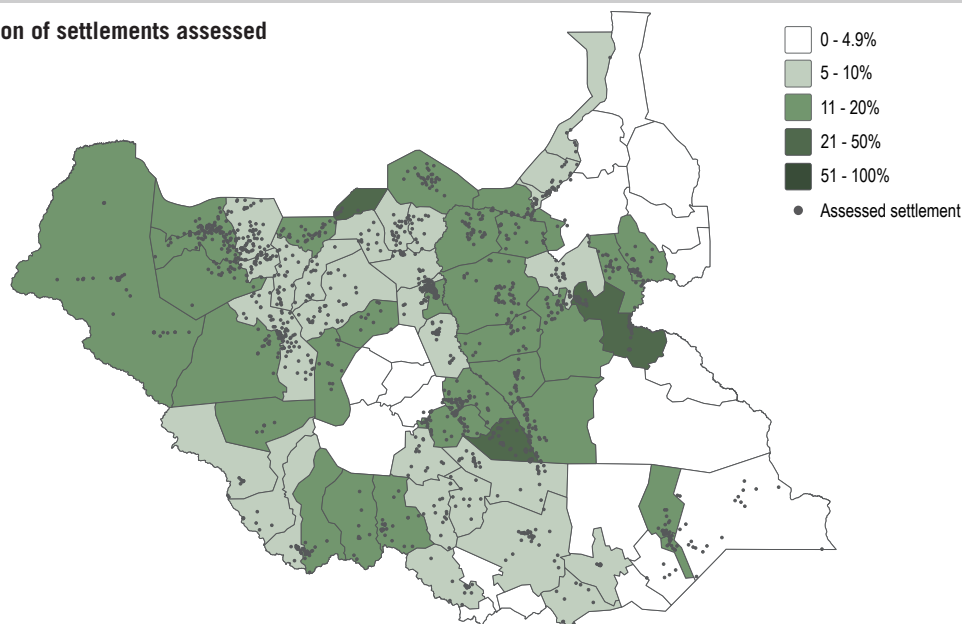 on of settlements assessed
0 - 4.9%
5 - 10%
11 - 20%
21 - 50%
51 - 100%
Assessed settlement